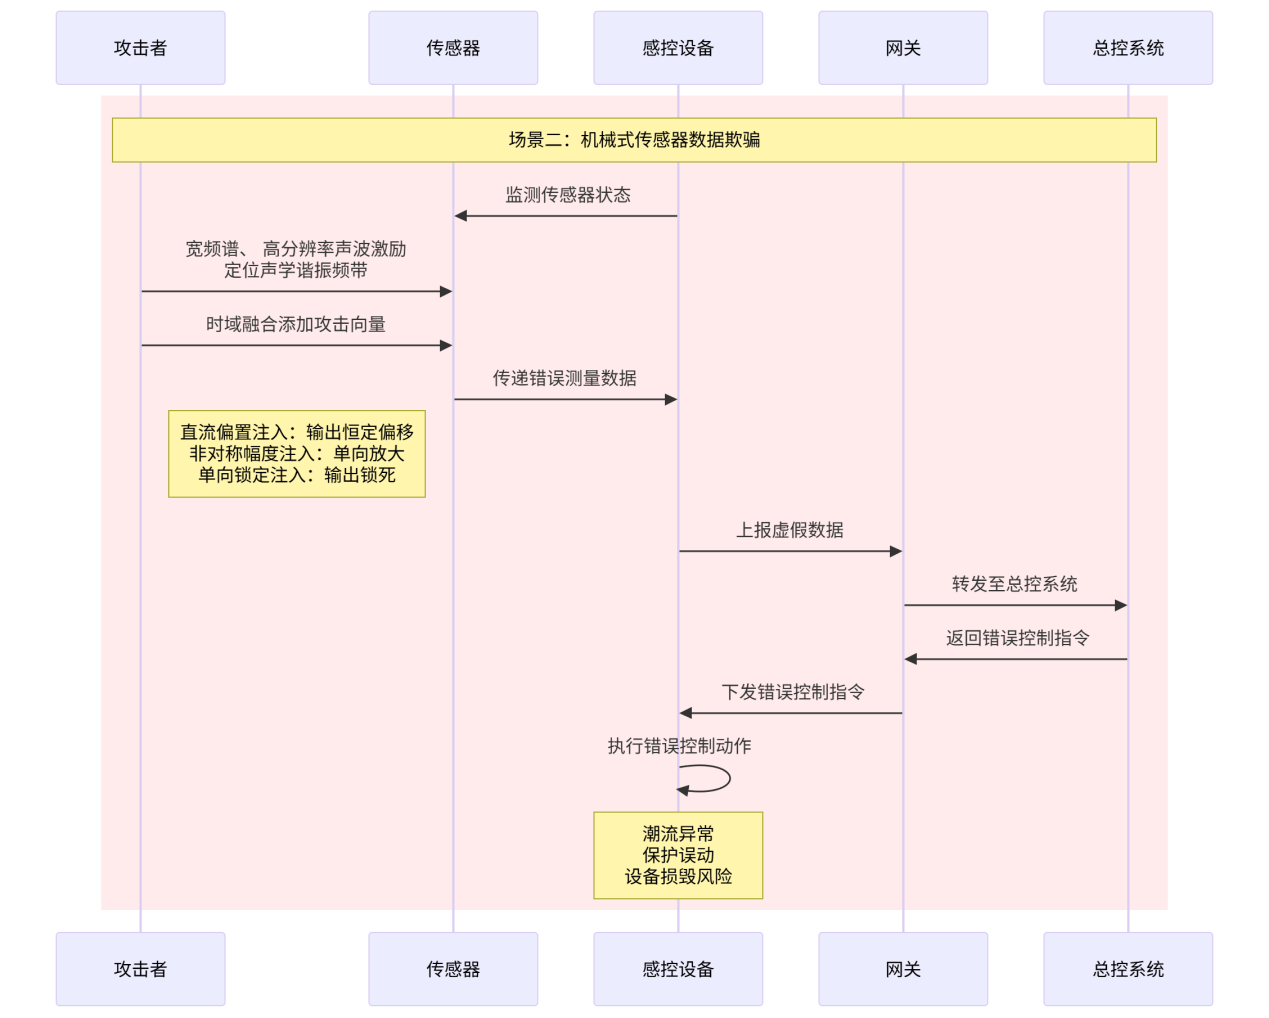 攻击者
传感器
感控设备
网关
总控系统
场景二：机械式传感器数据欺骗
监测传感器状态
宽频谱、 高分辨率声波激励
定位声学谐振频带
时域融合添加攻击向量
传递错误测量数据
直流偏置注入：输出恒定偏移
非对称幅度注入：单向放大
单向锁定注入：输出锁死
上报虚假数据
转发至总控系统
返回错误控制指令
下发错误控制指令
执行错误控制动作
潮流异常
保护误动
设备损毁风险
攻击者
传感器
感控设备
网关
总控系统